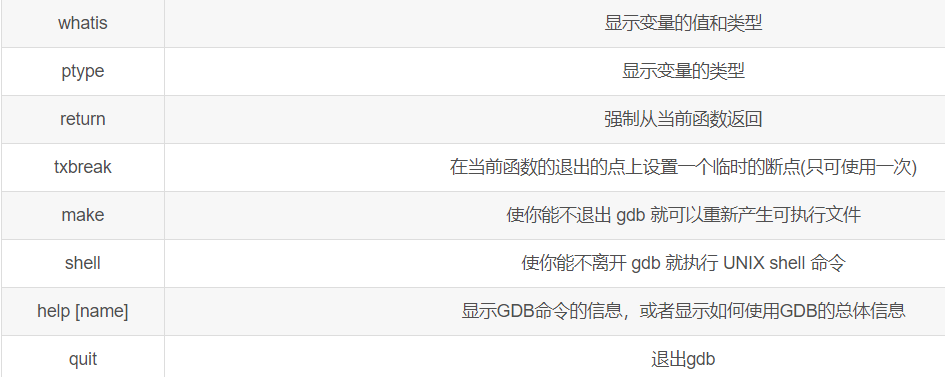 whatis 显示变量的值和类型
ptype 显示变量的类型
return 强制从当前函数返回
txbreak 在当前函数的退出的点上设置一个临时的断点(只可使用一次)
make 使你能不退出 gdb 就可以重新产生可执行文件
shell 使你能不离开 gdb 就执行 UNIX shell 命令
help [name] 显示GDB命令的信息，或者显示如何使用GDB的总体信息
quit 退出gdb